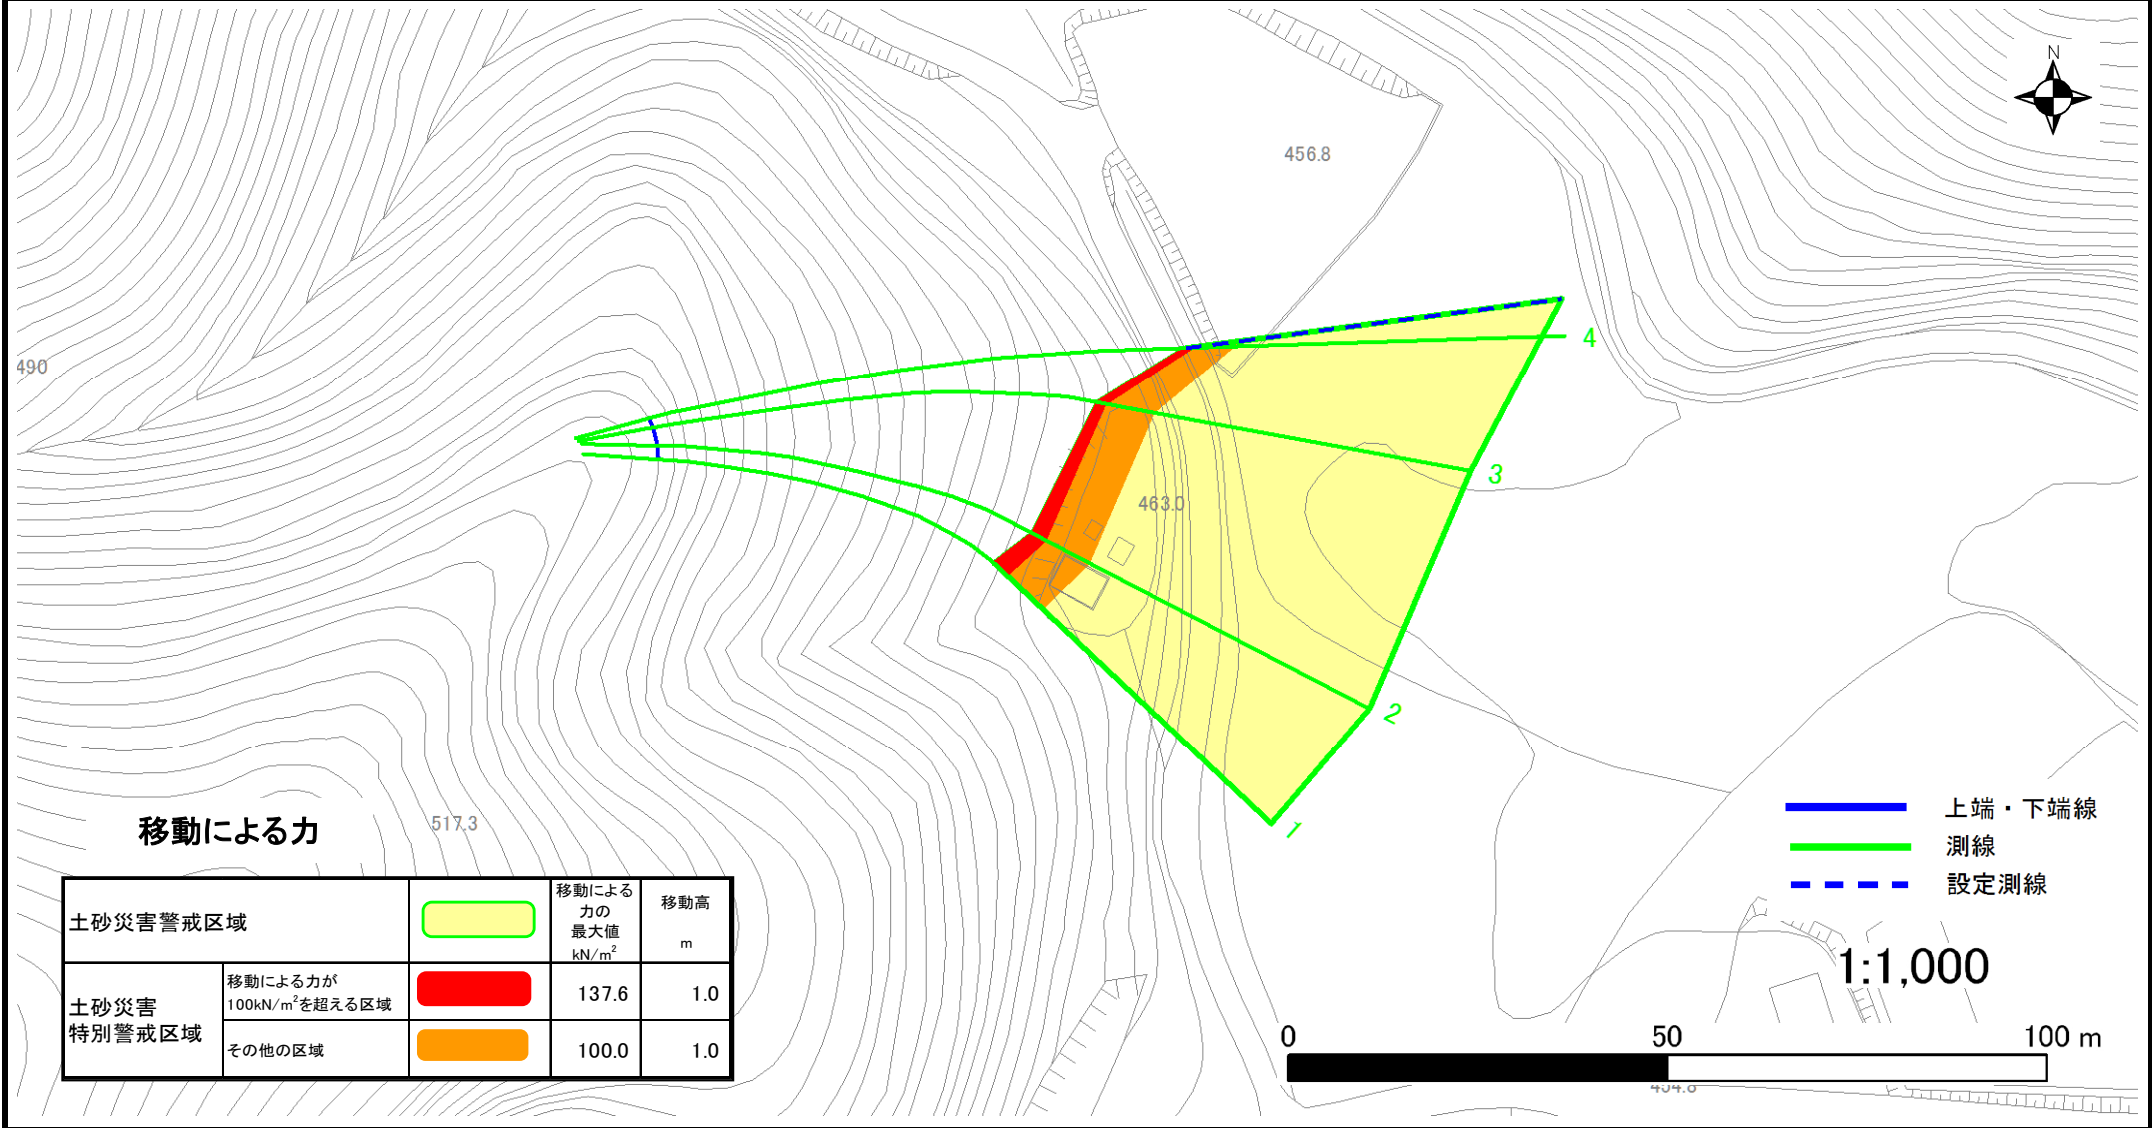 N
456.8
490
4
3
463.0
2
1
517.3
移動による力
土砂災害警戒区域
移動による
力の
最大値
kN/m²
移動高
m
土砂災害
特別警戒区域
移動による力が
100kN/m²を超える区域
137.6
1.0
その他の区域
100.0
1.0
上端・下端線
測線
設定測線
1:1,000
0
50
100 m
454.8